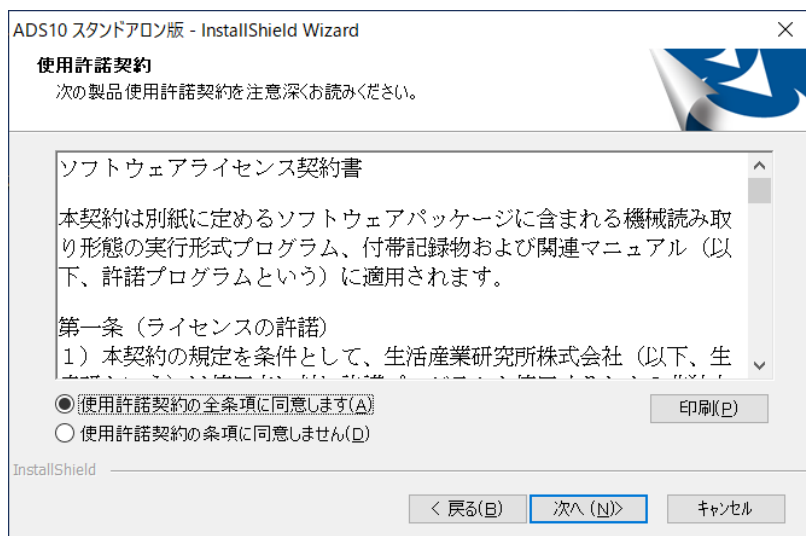 ADS10 スタンドアロン版 - InstallShield Wizard
使用許諾契約
次の製品使用許諾契約を注意深くお読みください。
ソフトウェアライセンス契約書
本契約は別紙に定めるソフトウェアパッケージに含まれる機械読み取
り形態の実行形式プログラム、付帯記録物および関連マニュアル（以
下、許諾プログラムという）に適用されます。
第一条（ライセンスの許諾）
１）本契約の規定を条件として、生活産業研究所株式会社（以下、生
使用許諾契約の全条項に同意します(A)
印刷(P)
使用許諾契約の条項に同意しません(D)
InstallShield
< 戻る(B)
次へ (N)>
キャンセル